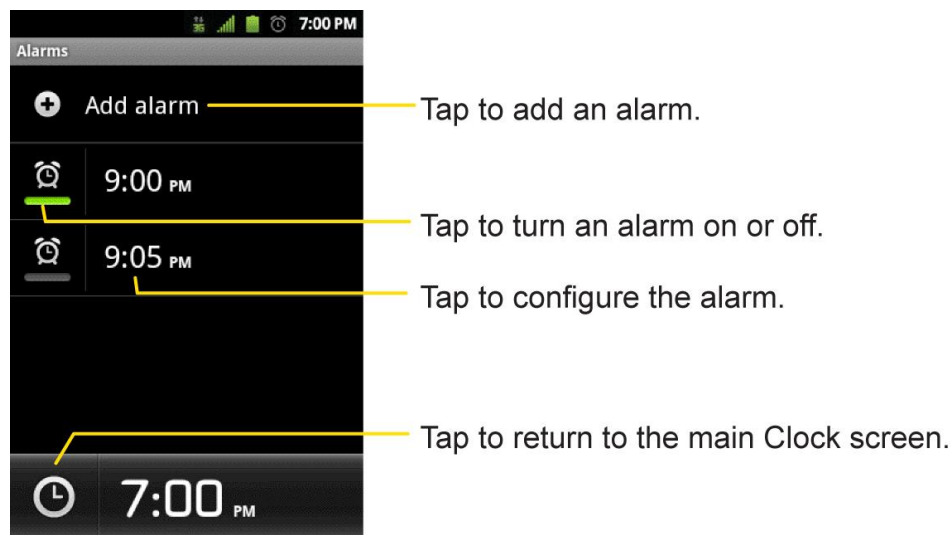 3G 7:00 PM
Alarms
Add alarm
Tap to add an alarm.
9:00 PM
Tap to turn an alarm on or off.
9:05 PM
Tap to configure the alarm.
Tap to return to the main Clock screen.
7:00 PM